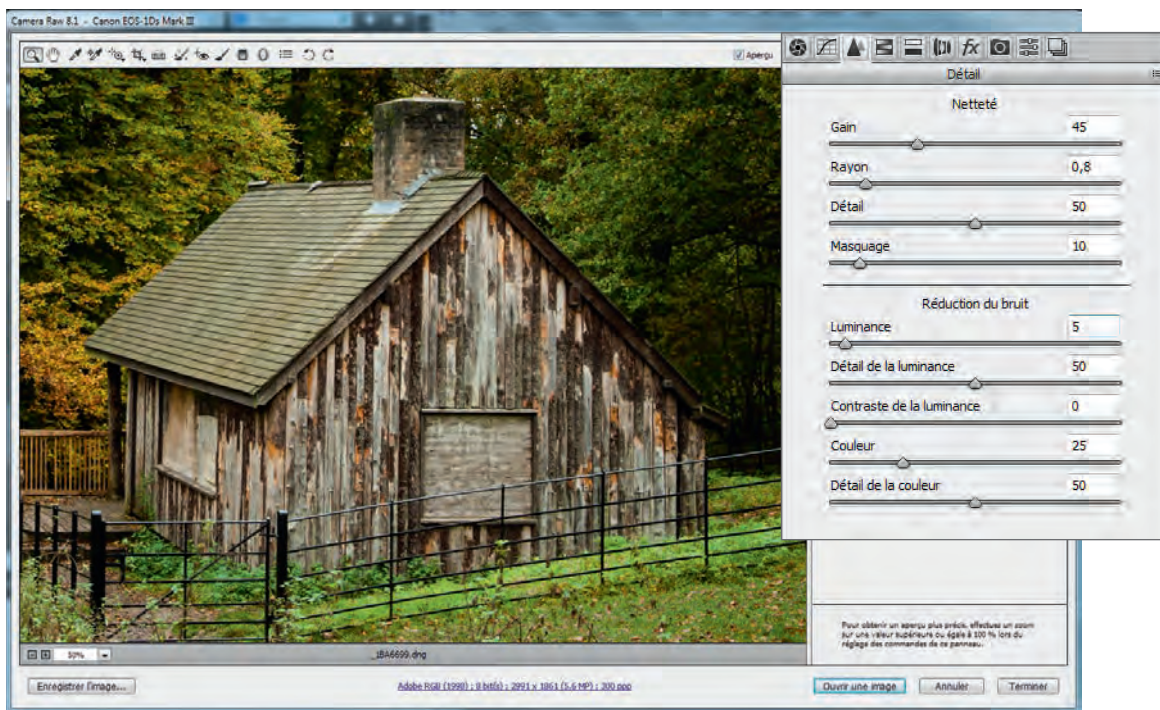 Camera Raw 8.1 - Canon EOS-1Ds Mark III
Aperçu
Détail
Netteté
Gain 45
Rayon 0,8
Détail 50
Masquage 10
Réduction du bruit
Luminance 5
Détail de la luminance 50
Contraste de la luminance 0
Couleur 25
Détail de la couleur 50
Pour obtenir un aperçu plus précis, effectuez un zoom
sur une valeur supérieure ou égale à 100 % lors du
réglage des commandes de ce panneau.
50% _1BA6699.dng
Enregistrer l'image... Adobe RGB (1998) ; 8 bit(s) ; 2991 x 1861 (5,6 MP) ; 300 ppp Ouvrir une image Annuler Terminer